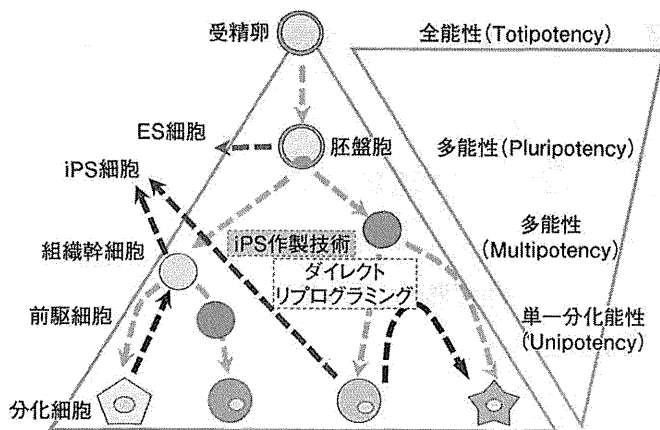 受精卵
全能性(Totipotency)
ES細胞
胚盤胞
多能性(Pluripotency)
iPS細胞
組織幹細胞
iPS作製技術
多能性
(Multipotency)
ダイレクト
リプログラミング
前駆細胞
単一分化能性
(Unipotency)
分化細胞